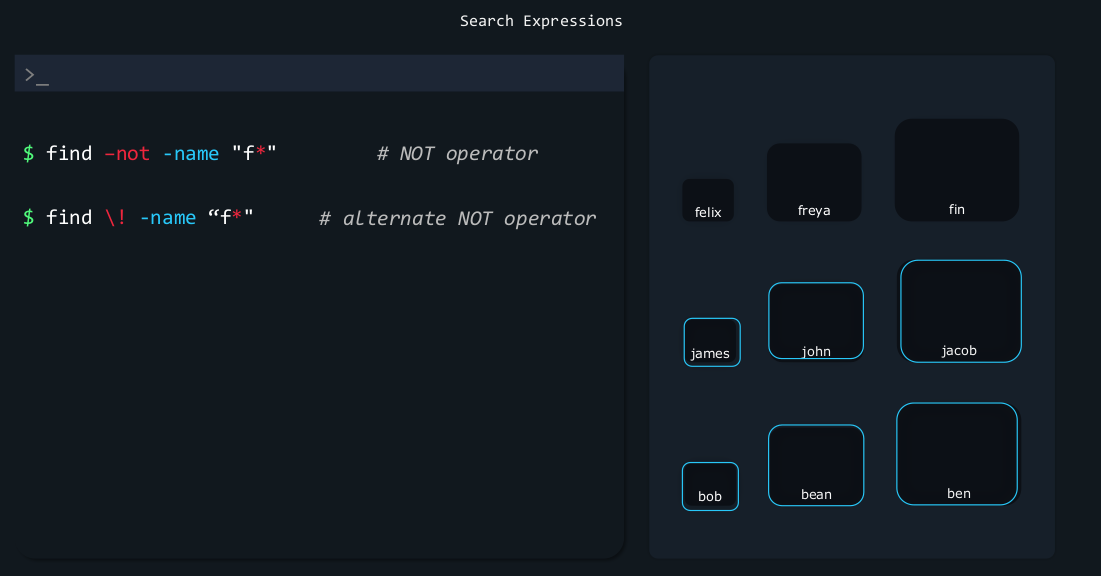 Search Expressions
>_
$ find –not -name "f*" # NOT operator
$ find \! -name “f*" # alternate NOT operator
felix freya fin
james john jacob
bob bean ben